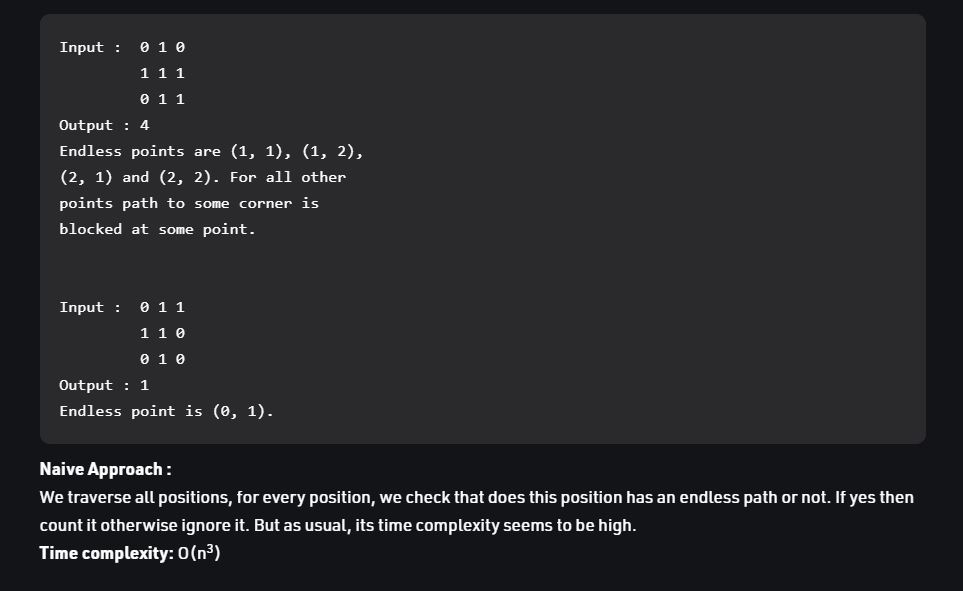 Input :  0 1 0
         1 1 1
         0 1 1
Output : 4
Endless points are (1, 1), (1, 2),
(2, 1) and (2, 2). For all other
points path to some corner is
blocked at some point.
Input :  0 1 1
         1 1 0
         0 1 0
Output : 1
Endless point is (0, 1).
Naive Approach :
We traverse all positions, for every position, we check that does this position has an endless path or not. If yes then
count it otherwise ignore it. But as usual, its time complexity seems to be high.
Time complexity: O(n³)